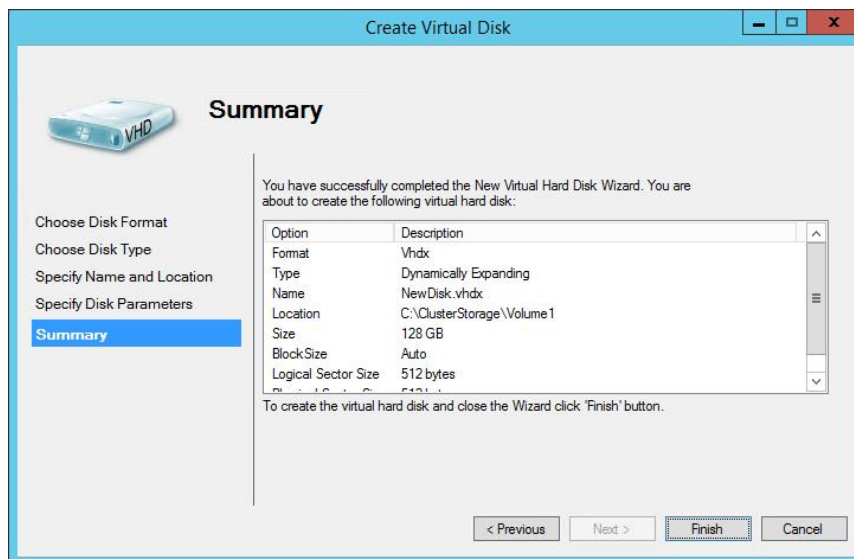 Create Virtual Disk
VHD
Summary
Choose Disk Format
Choose Disk Type
Specify Name and Location
Specify Disk Parameters
Summary
You have successfully completed the New Virtual Hard Disk Wizard. You are
about to create the following virtual hard disk:
Option Description
Format Vhdx
Type Dynamically Expanding
Name NewDisk.vhdx
Location C:\ClusterStorage\Volume1
Size 128 GB
BlockSize Auto
Logical Sector Size 512 bytes
To create the virtual hard disk and close the Wizard click 'Finish' button.
< Previous Next > Finish Cancel